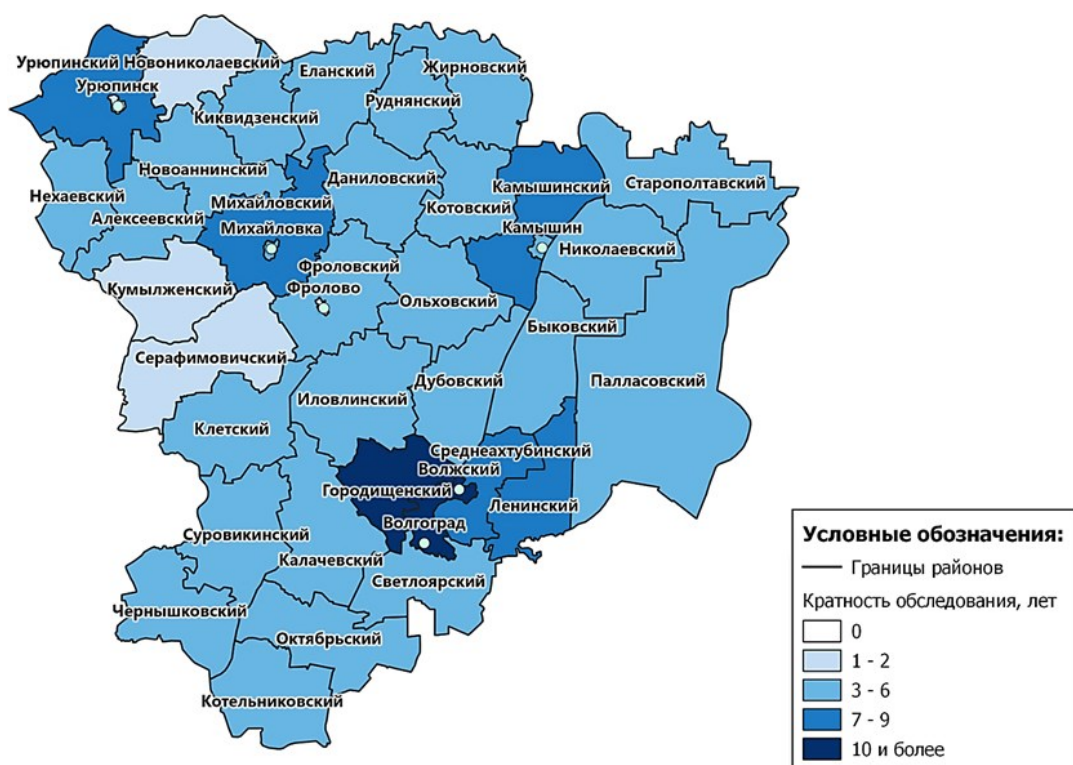 Урюпинский
Новониколаевский
Урюпинск
Еланский
Жирновский
Руднянский
Киквидзенский
Новоаннинский
Нехаевский
Алексеевский
Михайловский
Михайловка
Даниловский
Камышинский
Котовский
Камышин
Старополтавский
Николаевский
Фроловский
Фролово
Ольховский
Кумылженский
Серафимовичский
Быковский
Палласовский
Дубовский
Иловлинский
Клетский
Среднеахтубинский
Волжский
Городищенский
Ленинский
Волгоград
Суровикинский
Калачевский
Светлоярский
Чернышковский
Октябрьский
Котельниковский
Условные обозначения:
Границы районов
Кратность обследования, лет
0
1 - 2
3 - 6
7 - 9
10 и более